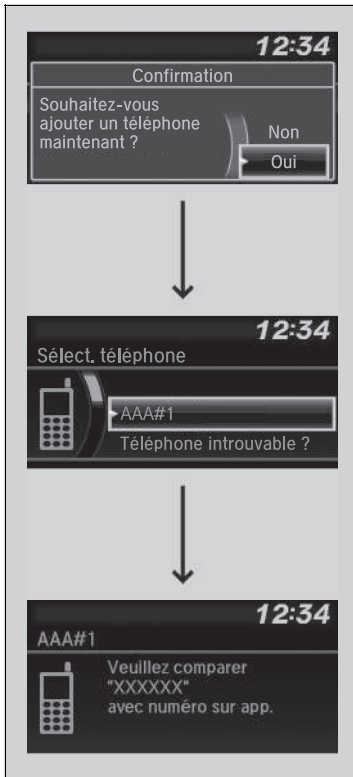 12:34
Confirmation
Souhaitez-vous
ajouter un téléphone
maintenant ?
Non
Oui
12:34
Sélect. téléphone
AAA#1
Téléphone introuvable ?
12:34
AAA#1
Veuillez comparer
"XXXXXX"
avec numéro sur app.